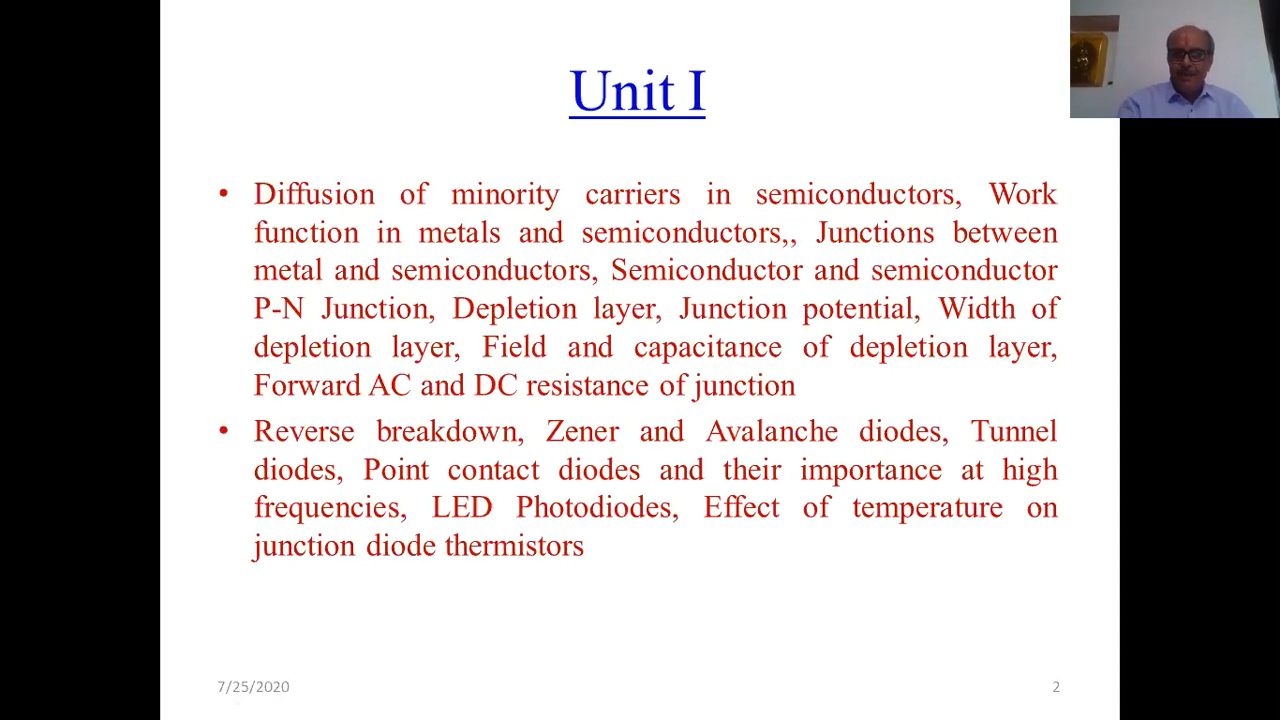 Unit I
• Diffusion of minority carriers in semiconductors, Work
function in metals and semiconductors,, Junctions between
metal and semiconductors, Semiconductor and semiconductor
P-N Junction, Depletion layer, Junction potential, Width of
depletion layer, Field and capacitance of depletion layer,
Forward AC and DC resistance of junction
• Reverse breakdown, Zener and Avalanche diodes, Tunnel
diodes, Point contact diodes and their importance at high
frequencies, LED Photodiodes, Effect of temperature on
junction diode thermistors
7/25/2020
2